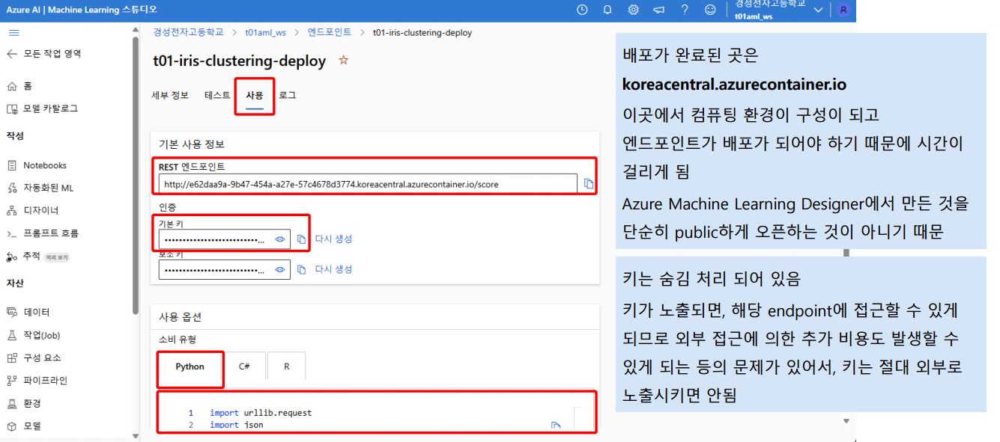 Azure AI | Machine Learning 스튜디오
경성전자고등학교
t01aml_ws
A
모든 작업 영역
홈
모델 카탈로그
작성
Notebooks
자동화된 ML
디자이너
프롬프트 흐름
추적 미리 보기
자산
데이터
작업(Job)
구성 요소
파이프라인
환경
모델
경성전자고등학교 > t01aml_ws > 엔드포인트 > t01-iris-clustering-deploy
t01-iris-clustering-deploy
세부 정보 테스트 사용 로그
기본 사용 정보
REST 엔드포인트
http://e62daa9a-9b47-454a-a27e-57c4678d3774.koreacentral.azurecontainer.io/score
인증
기본 키
••••••••••••••••••••••••••... 다시 생성
보조 키
••••••••••••••••••••••••••... 다시 생성
사용 옵션
소비 유형
Python C# R
1 import urllib.request
2 import json
배포가 완료된 곳은
koreacentral.azurecontainer.io
이곳에서 컴퓨팅 환경이 구성이 되고
엔드포인트가 배포가 되어야 하기 때문에 시간이
걸리게 됨
Azure Machine Learning Designer에서 만든 것을
단순히 public하게 오픈하는 것이 아니기 때문
키는 숨김 처리 되어 있음
키가 노출되면, 해당 endpoint에 접근할 수 있게
되므로 외부 접근에 의한 추가 비용도 발생할 수
있게 되는 등의 문제가 있어서, 키는 절대 외부로
노출시키면 안됨